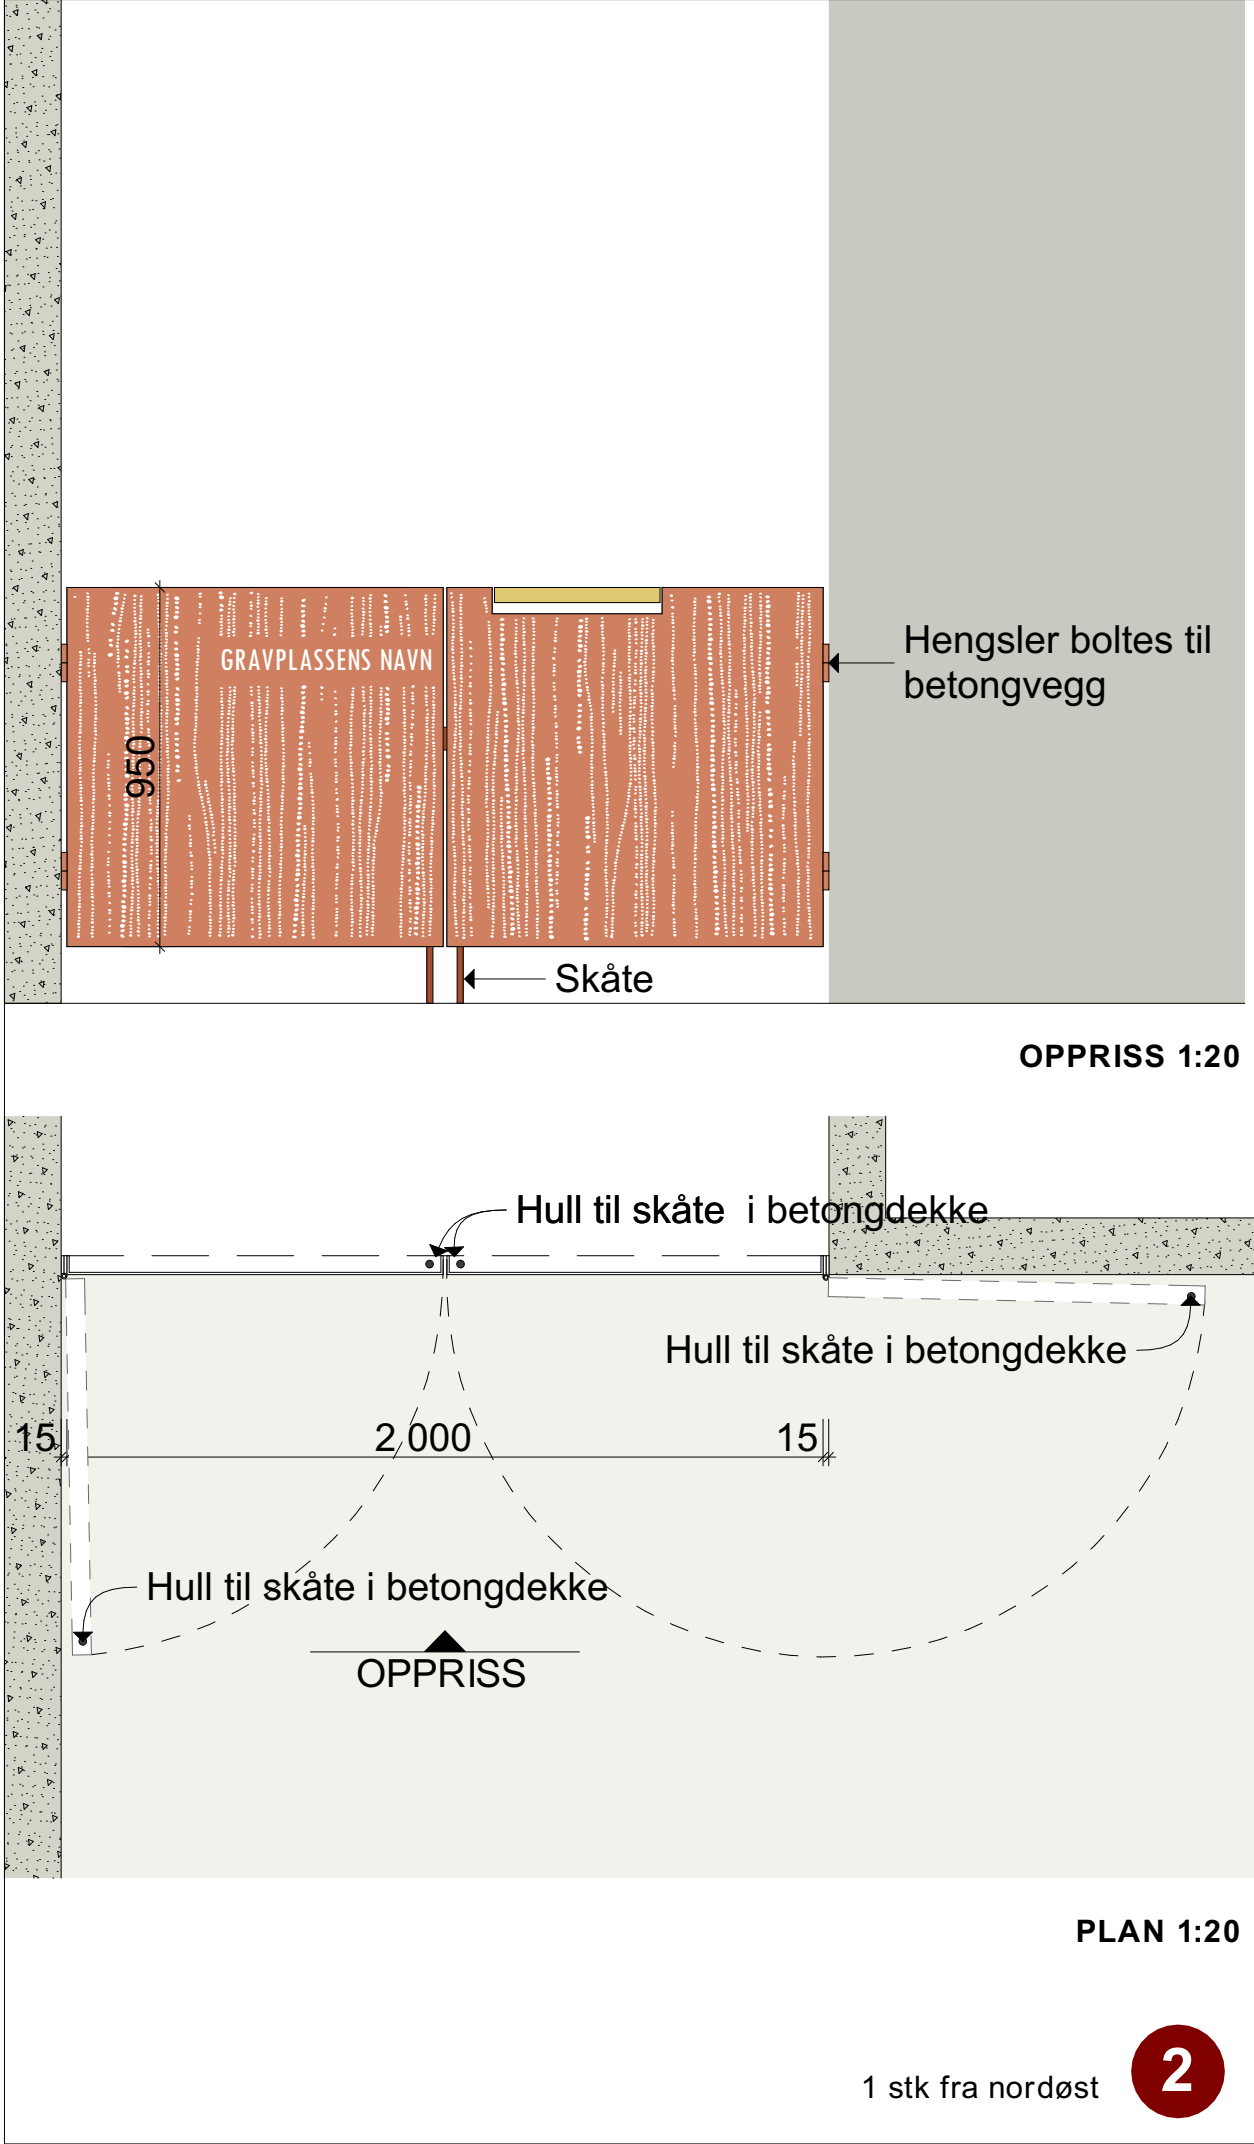 GRAVPLASSENS NAVN
Hengsler boltes til
betongvegg
950
Skåte
OPPRISS 1:20
Hull til skåte i betongdekke
Hull til skåte i betongdekke
15
2 000
15
Hull til skåte i betongdekke
OPPRISS
PLAN 1:20
1 stk fra nordøst
2